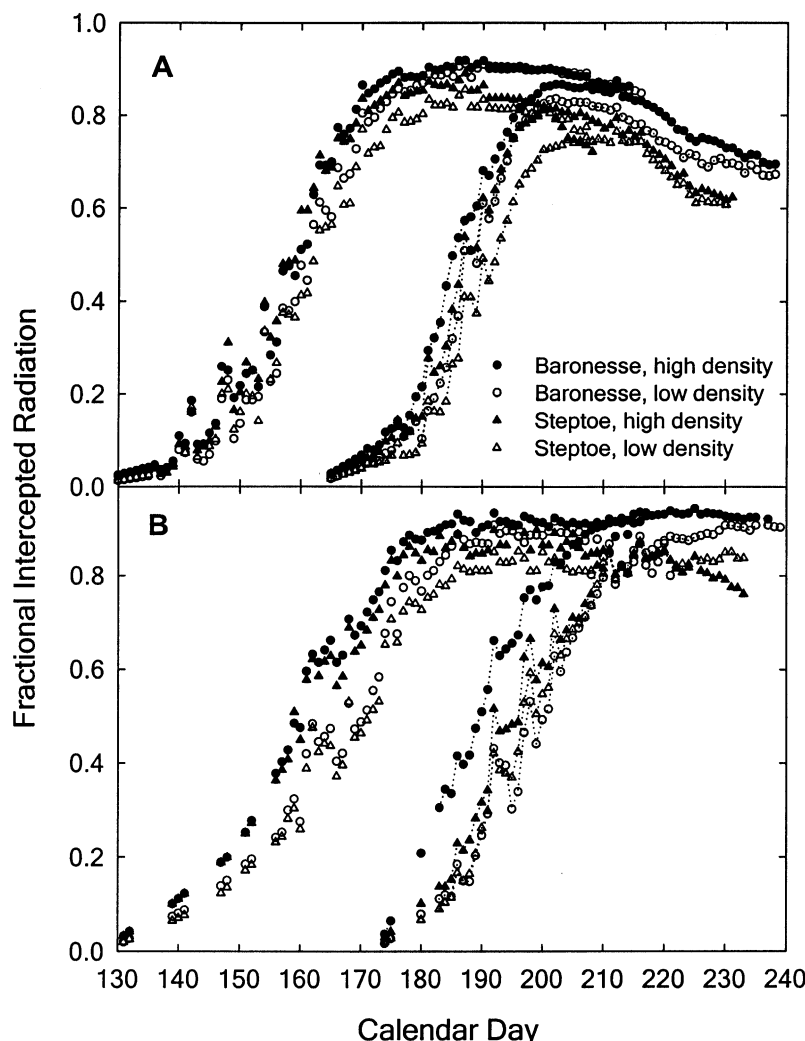 1.0
A
0.8
0.6
0.4
0.2
0.0
Baronesse, high density
Baronesse, low density
Steptoe, high density
Steptoe, low density
Fractional Intercepted Radiation
B
0.8
0.6
0.4
0.2
0.0
130 140 150 160 170 180 190 200 210 220 230 240
Calendar Day